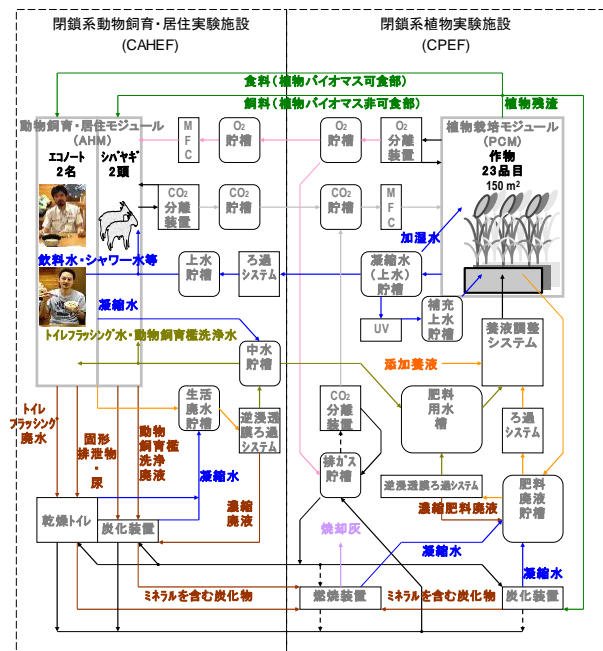 閉鎖系動物飼育・居住実験施設
(CAHEF)
閉鎖系植物実験施設
(CPEF)
食料（植物バイオマス可食部）
飼料（植物バイオマス非可食部）
植物残渣
動物飼育・居住モジュール
(AHM)
エコノート
2名
シバヤギ
2頭
M
F
C
O2
貯槽
O2
貯槽
O2
分離
装置
植物栽培モジュール
(PCM)
作物
23品目
150 m2
CO2
分離
装置
CO2
貯槽
CO2
貯槽
M
F
C
加湿水
飲料水・シャワー水等
上水
貯槽
ろ過
システム
凝縮水
（上水）
貯槽
UV
補充
上水
貯槽
凝縮水
トイレフラッシング水・動物飼育檻洗浄水
中水
貯槽
養液調整
システム
添加養液
トイレ
フラッシング
廃水
固形
排泄物
・
尿
動物
飼育檻
洗浄
廃液
生活
廃水
貯槽
逆浸透
膜ろ過
システム
凝縮水
濃縮
廃液
CO2
分離
装置
肥料
用水
槽
ろ過
システム
排ガス
貯槽
逆浸透膜ろ過システム
濃縮肥料廃液
肥料
廃液
貯槽
乾燥トイレ
炭化装置
焼却灰
凝縮水
凝縮水
ミネラルを含む炭化物
燃焼装置
ミネラルを含む炭化物
炭化装置